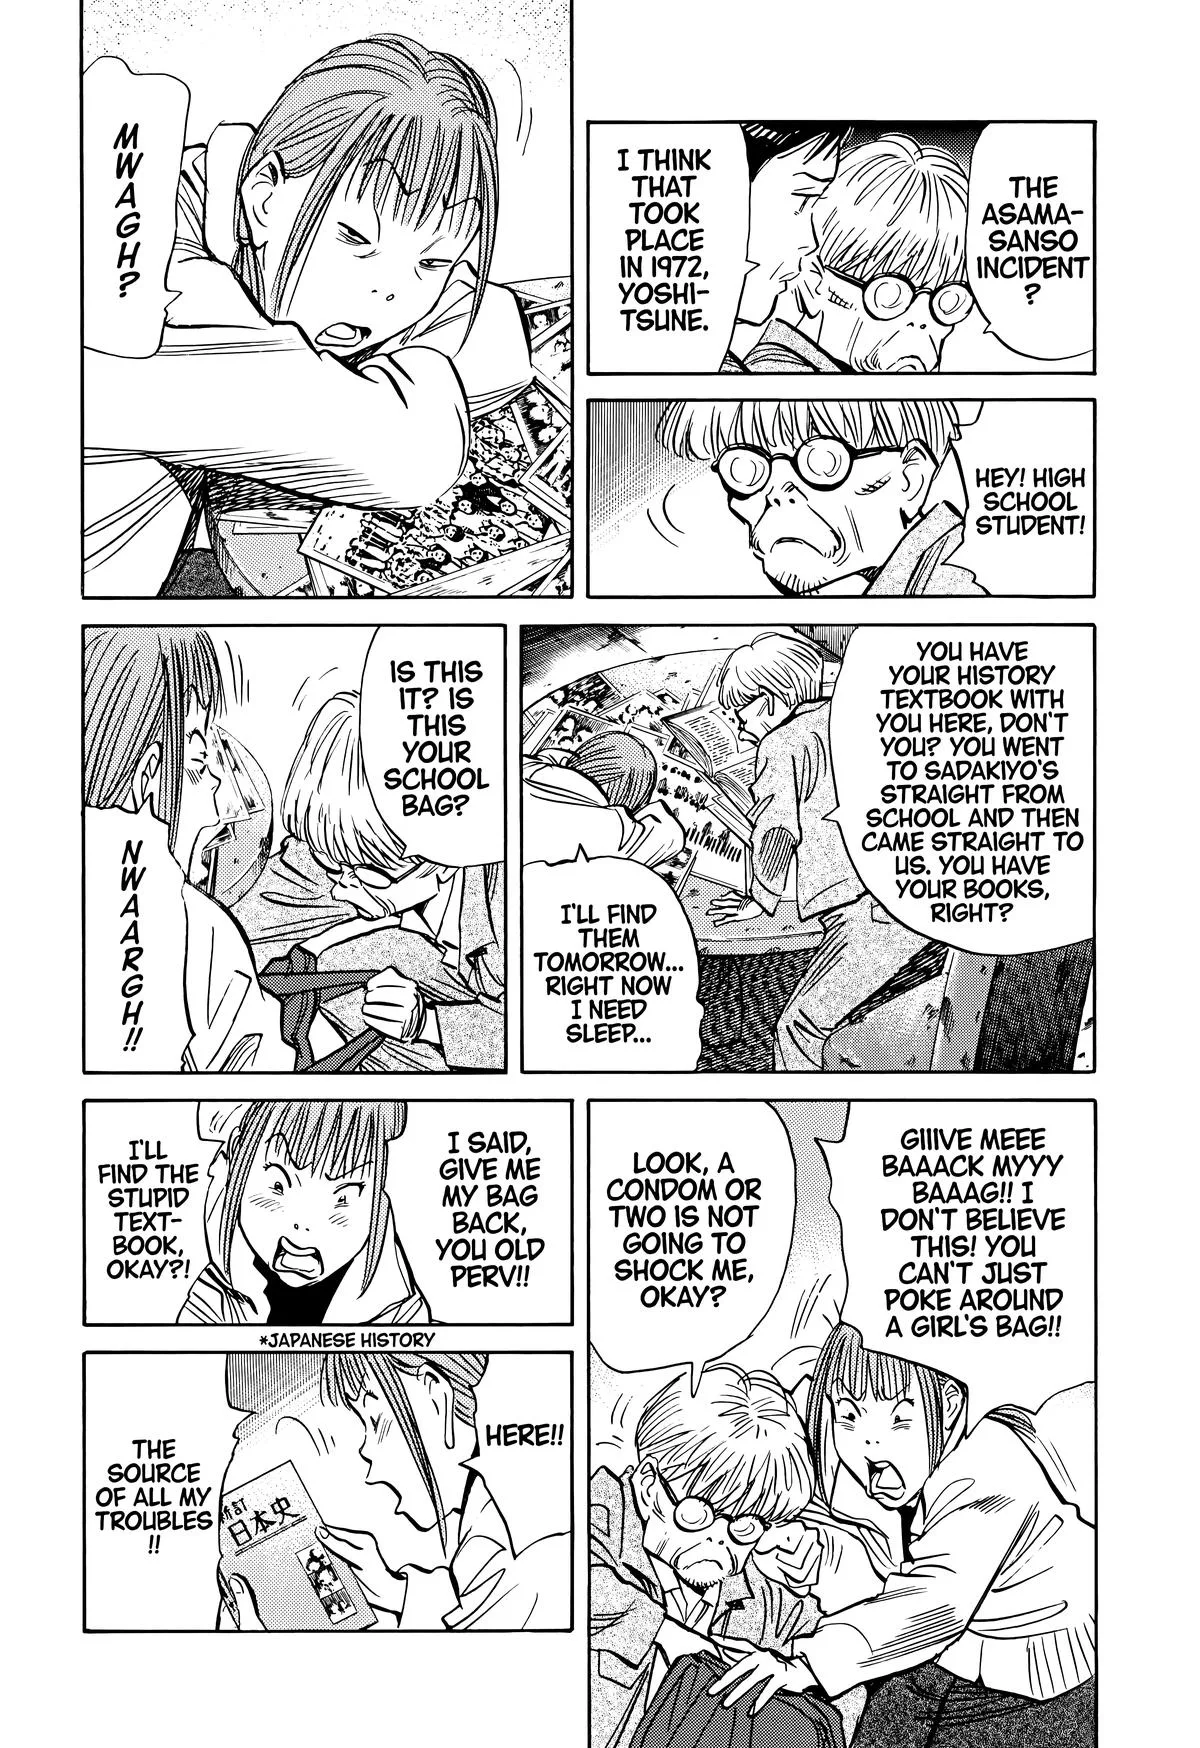 THE
ASAMA-
SANSO
INCIDENT
?
I THINK
THAT
TOOK
PLACE
IN 1972,
YOSHI-
TSUNE.
HEY! HIGH
SCHOOL
STUDENT!
MWAGH?
YOU HAVE
YOUR HISTORY
TEXTBOOK WITH
YOU HERE, DON'T
YOU? YOU WENT
TO SADAKIYO'S
STRAIGHT FROM
SCHOOL AND THEN
CAME STRAIGHT TO
US. YOU HAVE
YOUR BOOKS,
RIGHT?
I'LL FIND
THEM
TOMORROW...
RIGHT NOW
I NEED
SLEEP...
IS THIS
IT? IS
THIS
YOUR
SCHOOL
BAG?
NWARGH!!
GIIIVE MEEE
BAAACK MYYY
BAAAG!! I
DON'T BELIEVE
THIS! YOU
CAN'T JUST
POKE AROUND
A GIRL'S BAG!!
LOOK, A
CONDOM OR
TWO IS NOT
GOING TO
SHOCK ME,
OKAY?
I SAID,
GIVE ME
MY BAG
BACK,
YOU OLD
PERV!!
I'LL
FIND THE
STUPID
TEXT-
BOOK,
OKAY?!
*JAPANESE HISTORY
HERE!!
新訂
日本史
THE
SOURCE
OF ALL MY
TROUBLES
!!